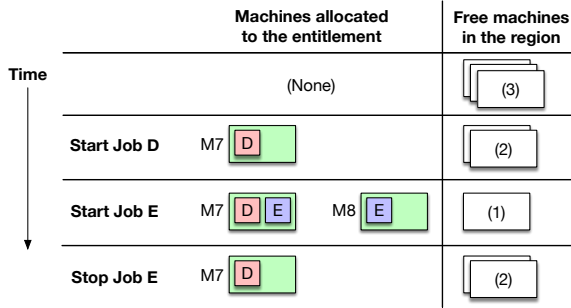 Machines allocated
to the entitlement
Free machines
in the region
Time
(None)
(3)
Start Job D
M7
D
(2)
Start Job E
M7
D
E
M8
E
(1)
Stop Job E
M7
D
(2)